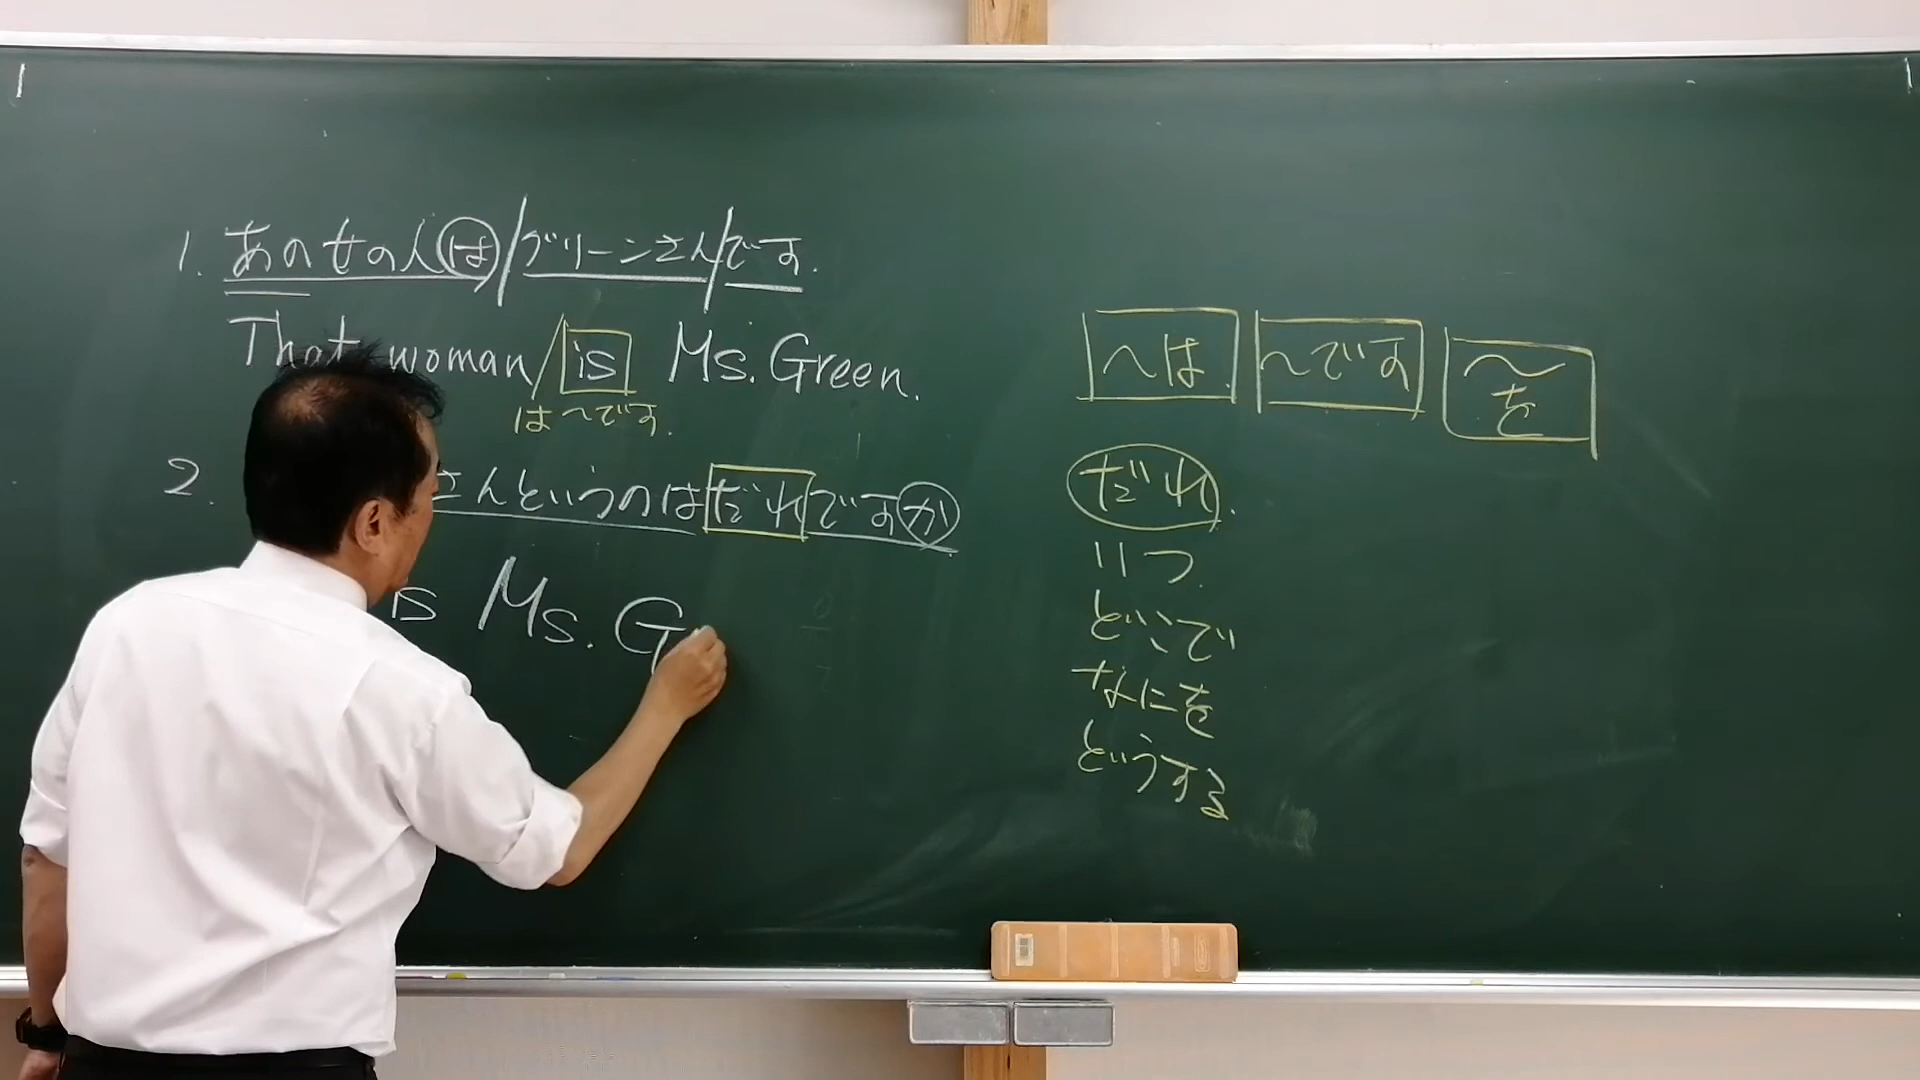 1. あの女の人は/グリーンさん/です.
That woman/is Ms. Green.
は〜です.
2. さんというのはだれですか
is Ms. G
〜は 〜です 〜を
だれ.
いつ
どこで
なにを
どうする